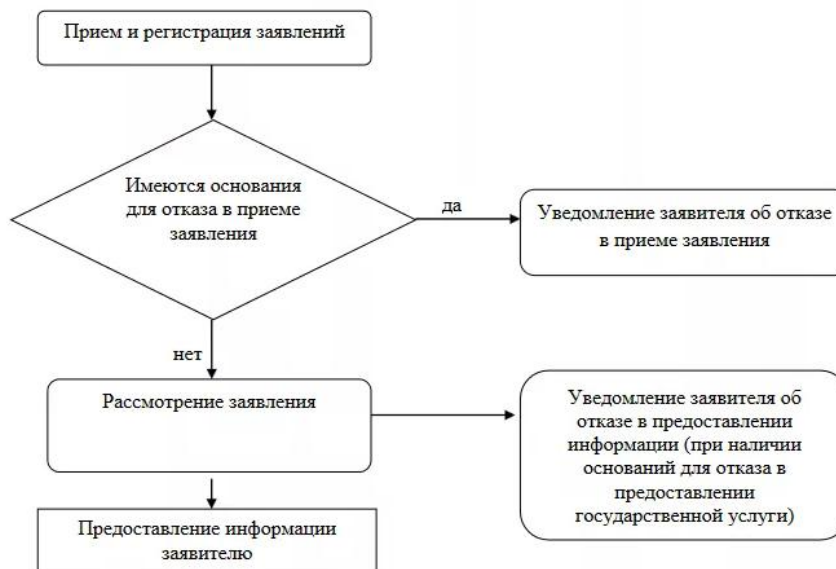 Прием и регистрация заявлений
Имеются основания
для отказа в приеме
заявления
да
Уведомление заявителя об отказе
в приеме заявления
нет
Рассмотрение заявления
Уведомление заявителя об
отказе в предоставлении
информации (при наличии
оснований для отказа в
предоставлении
государственной услуги)
Предоставление информации
заявителю